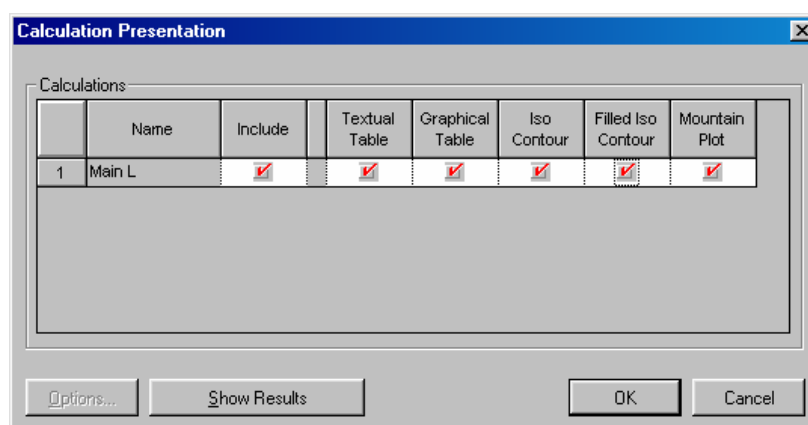 Calculation Presentation
Calculations
Name Include Textual Table Graphical Table Iso Contour Filled Iso Contour Mountain Plot
1 Main L
Options... Show Results OK Cancel